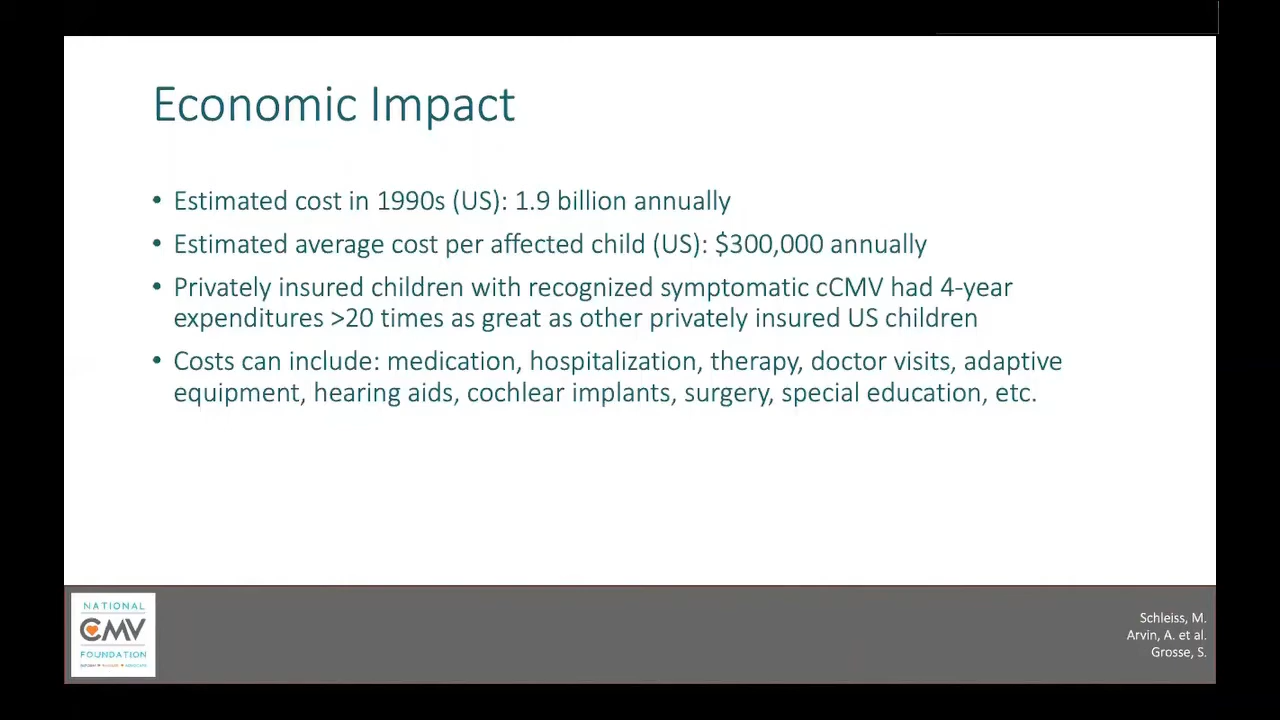 Economic Impact
• Estimated cost in 1990s (US): 1.9 billion annually
• Estimated average cost per affected child (US): $300,000 annually
• Privately insured children with recognized symptomatic cCMV had 4-year
expenditures >20 times as great as other privately insured US children
• Costs can include: medication, hospitalization, therapy, doctor visits, adaptive
equipment, hearing aids, cochlear implants, surgery, special education, etc.
NATIONAL
CMV
FOUNDATION
Schleiss, M.
Arvin, A. et al.
Grosse, S.